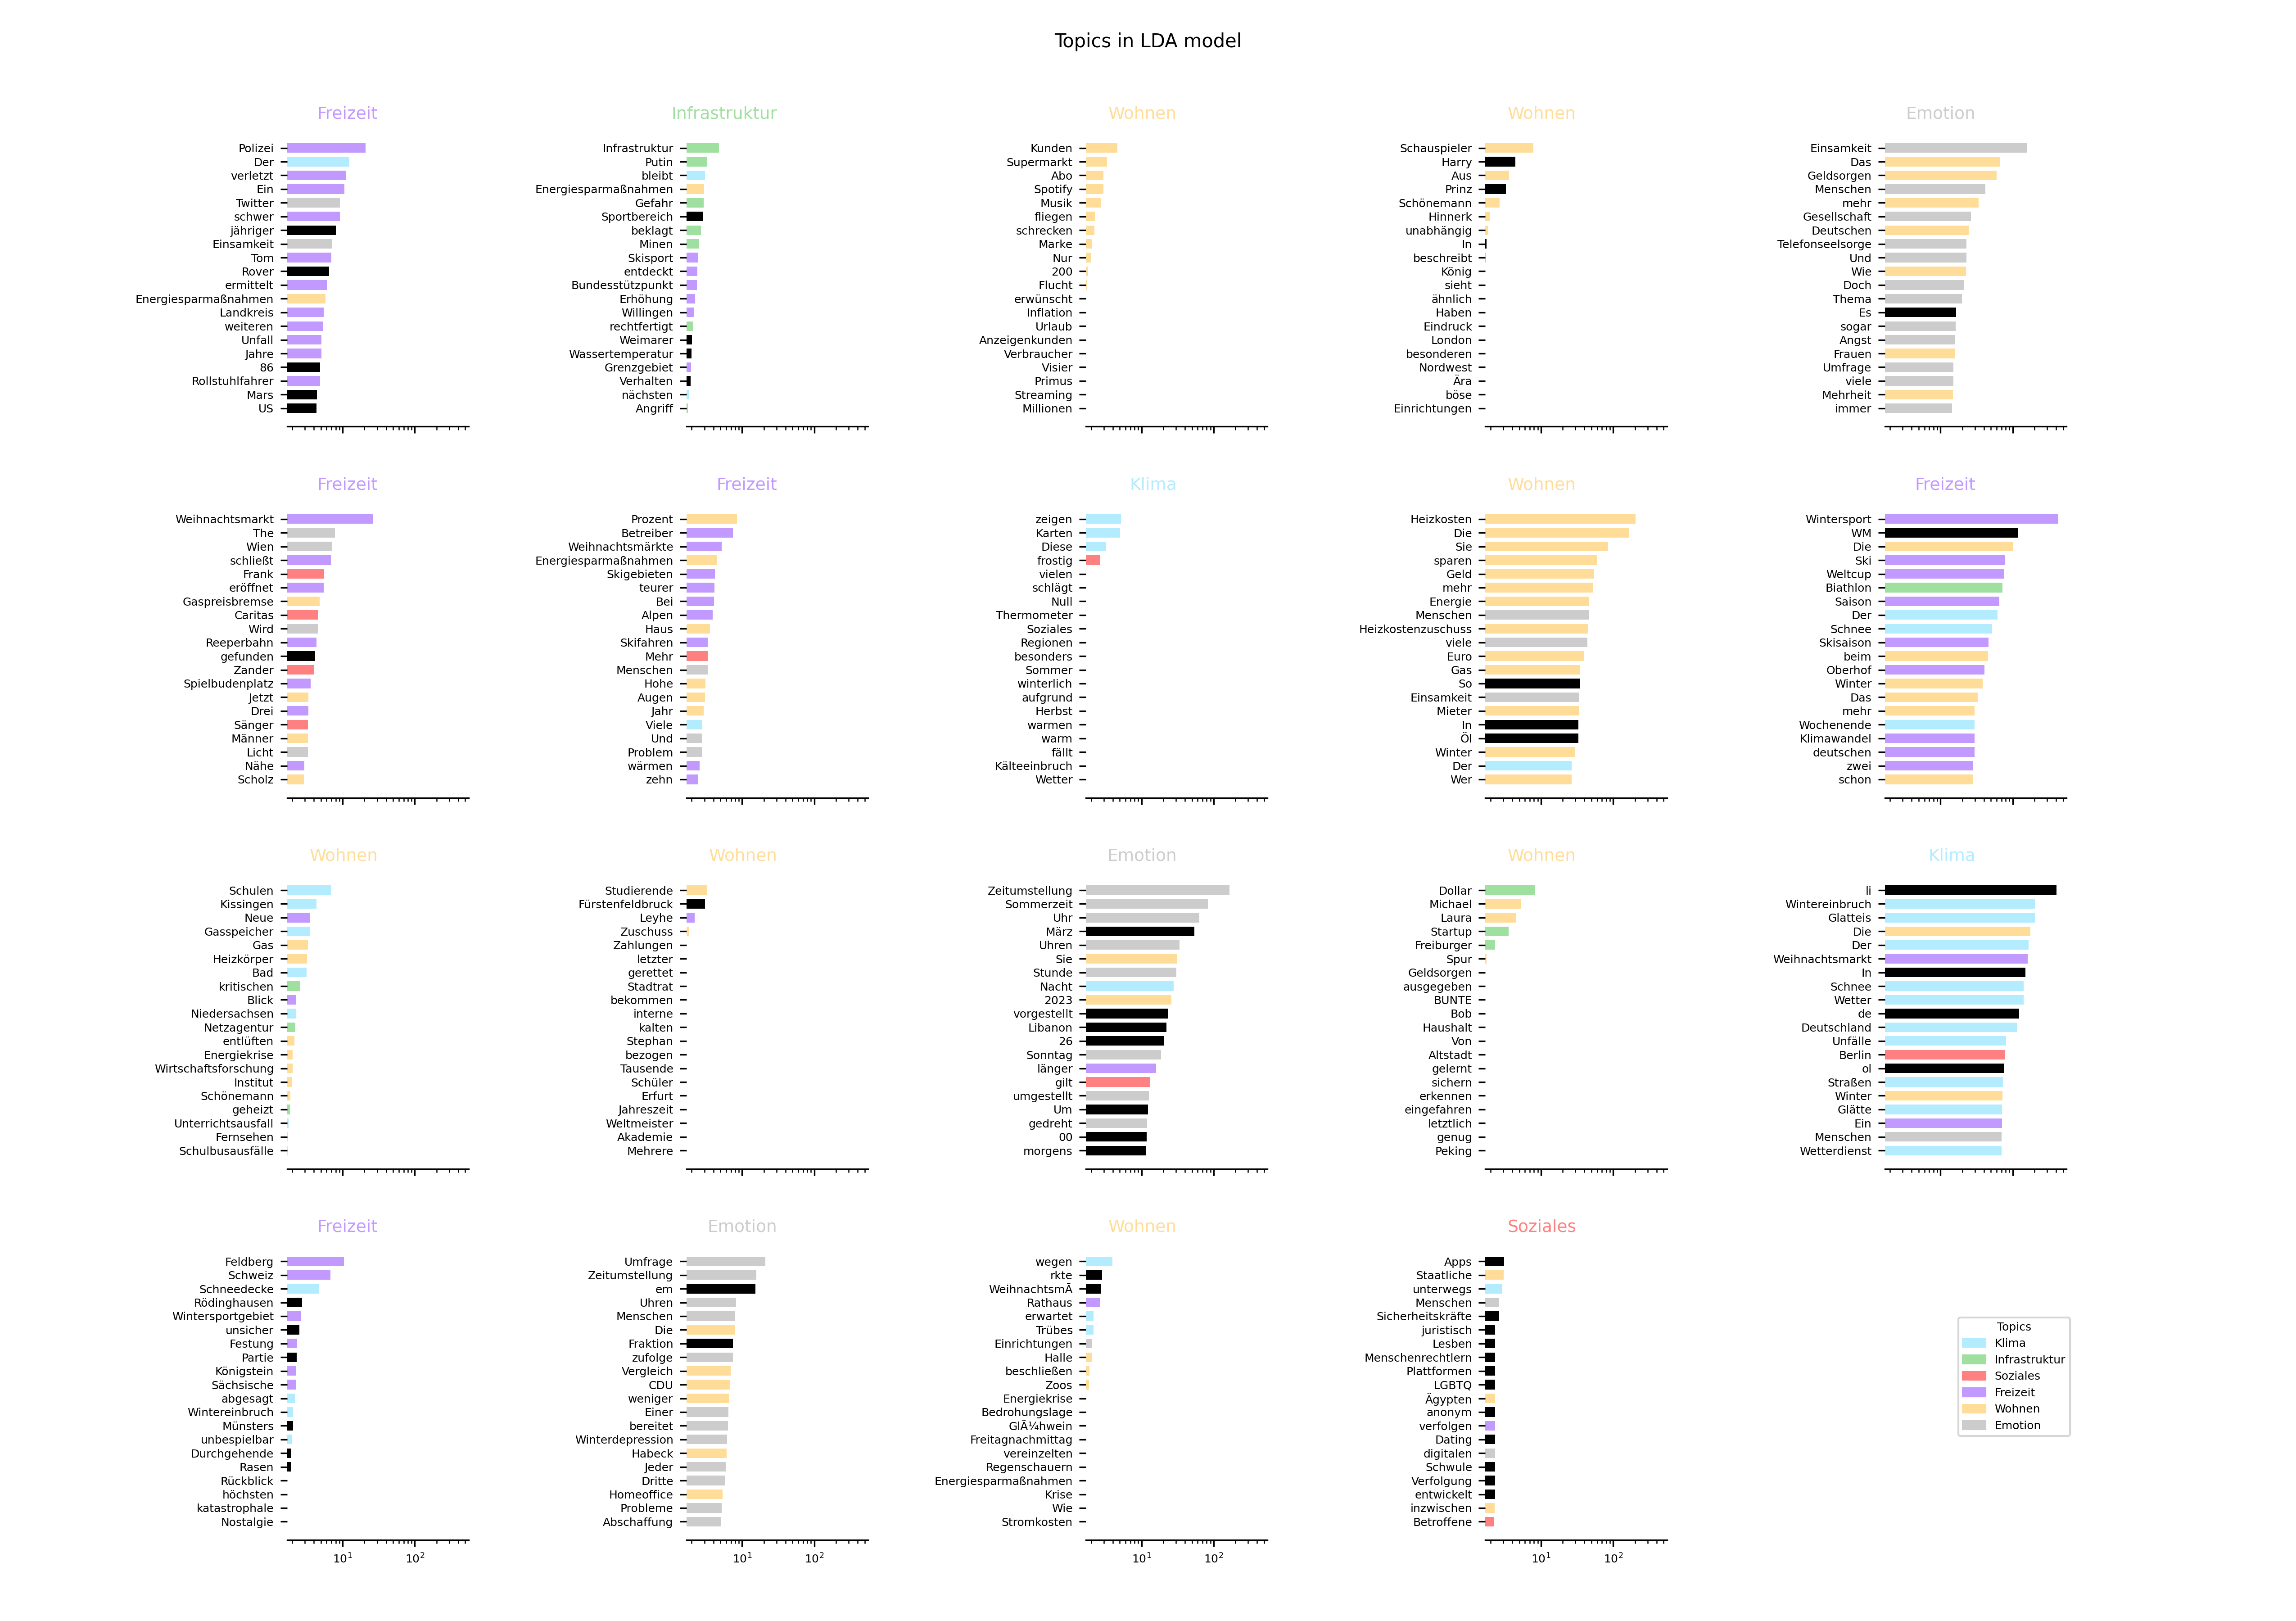 Topics in LDA model
Freizeit
Polizei
Der
verletzt
Ein
Twitter
schwer
jähriger
Einsamkeit
Tom
Rover
ermittelt
Energiesparmaßnahmen
Landkreis
weiteren
Unfall
Jahre
86
Rollstuhlfahrer
Mars
US
Infrastruktur
Infrastruktur
Putin
bleibt
Energiesparmaßnahmen
Gefahr
Sportbereich
beklagt
Minen
Skisport
entdeckt
Bundesstützpunkt
Erhöhung
Willingen
rechtfertigt
Weimarer
Wassertemperatur
Grenzgebiet
Verhalten
nächsten
Angriff
Wohnen
Kunden
Supermarkt
Abo
Spotify
Musik
fliegen
schrecken
Marke
Nur
200
Flucht
erwünscht
Inflation
Urlaub
Anzeigenkunden
Verbraucher
Visier
Primus
Streaming
Millionen
Wohnen
Schauspieler
Harry
Aus
Prinz
Schönemann
Hinnerk
unabhängig
In
beschreibt
König
sieht
ähnlich
Haben
Eindruck
London
besonderen
Nordwest
Ära
böse
Einrichtungen
Emotion
Einsamkeit
Das
Geldsorgen
Menschen
mehr
Gesellschaft
Deutschen
Telefonseelsorge
Und
Wie
Doch
Thema
Es
sogar
Angst
Frauen
Umfrage
viele
Mehrheit
immer
Freizeit
Weihnachtsmarkt
The
Wien
schließt
Frank
eröffnet
Gaspreisbremse
Caritas
Wird
Reeperbahn
gefunden
Zander
Spielbudenplatz
Jetzt
Drei
Sänger
Männer
Licht
Nähe
Scholz
Freizeit
Prozent
Betreiber
Weihnachtsmärkte
Energiesparmaßnahmen
Skigebieten
teurer
Bei
Alpen
Haus
Skifahren
Mehr
Menschen
Hohe
Augen
Jahr
Viele
Und
Problem
wärmen
zehn
Klima
zeigen
Karten
Diese
frostig
vielen
schlägt
Null
Thermometer
Soziales
Regionen
besonders
Sommer
winterlich
aufgrund
Herbst
warmen
warm
fällt
Kälteeinbruch
Wetter
Wohnen
Heizkosten
Die
Sie
sparen
Geld
mehr
Energie
Menschen
Heizkostenzuschuss
viele
Euro
Gas
So
Einsamkeit
Mieter
In
Öl
Winter
Der
Wer
Freizeit
Wintersport
WM
Die
Ski
Weltcup
Biathlon
Saison
Der
Schnee
Skisaison
beim
Oberhof
Winter
Das
mehr
Wochenende
Klimawandel
deutschen
zwei
schon
Wohnen
Schulen
Kissingen
Neue
Gasspeicher
Gas
Heizkörper
Bad
kritischen
Blick
Niedersachsen
Netzagentur
entlüften
Energiekrise
Wirtschaftsforschung
Institut
Schönemann
geheizt
Unterrichtsausfall
Fernsehen
Schulbusausfälle
Wohnen
Studierende
Fürstenfeldbruck
Leyhe
Zuschuss
Zahlungen
letzter
gerettet
Stadtrat
bekommen
interne
kalten
Stephan
bezogen
Tausende
Schüler
Erfurt
Jahreszeit
Weltmeister
Akademie
Mehrere
Emotion
Zeitumstellung
Sommerzeit
Uhr
März
Uhren
Sie
Stunde
Nacht
2023
vorgestellt
Libanon
26
Sonntag
länger
gilt
umgestellt
Um
gedreht
00
morgens
Wohnen
Dollar
Michael
Laura
Startup
Freiburger
Spur
Geldsorgen
ausgegeben
BUNTE
Bob
Haushalt
Von
Altstadt
gelernt
sichern
erkennen
eingefahren
letztlich
genug
Peking
Klima
li
Wintereinbruch
Glatteis
Die
Der
Weihnachtsmarkt
In
Schnee
Wetter
de
Deutschland
Unfälle
Berlin
ol
Straßen
Winter
Glätte
Ein
Menschen
Wetterdienst
Freizeit
Feldberg
Schweiz
Schneedecke
Rödinghausen
Wintersportgebiet
unsicher
Festung
Partie
Königstein
Sächsische
abgesagt
Wintereinbruch
Münsters
unbespielbar
Durchgehende
Rasen
Rückblick
höchsten
katastrophale
Nostalgie
10¹ 10²
Emotion
Umfrage
Zeitumstellung
em
Uhren
Menschen
Die
Fraktion
zufolge
Vergleich
CDU
weniger
Einer
bereitet
Winterdepression
Habeck
Jeder
Dritte
Homeoffice
Probleme
Abschaffung
10¹ 10²
Wohnen
wegen
rkte
WeihnachtsmÃ
Rathaus
erwartet
Trübes
Einrichtungen
Halle
beschließen
Zoos
Energiekrise
Bedrohungslage
GlÃ¼hwein
Freitagnachmittag
vereinzelten
Regenschauern
Energiesparmaßnahmen
Krise
Wie
Stromkosten
10¹ 10²
Soziales
Apps
Staatliche
unterwegs
Menschen
Sicherheitskräfte
juristisch
Lesben
Menschenrechtlern
Plattformen
LGBTQ
Ägypten
anonym
verfolgen
Dating
digitalen
Schwule
Verfolgung
entwickelt
inzwischen
Betroffene
10¹ 10²
Topics
Klima
Infrastruktur
Soziales
Freizeit
Wohnen
Emotion